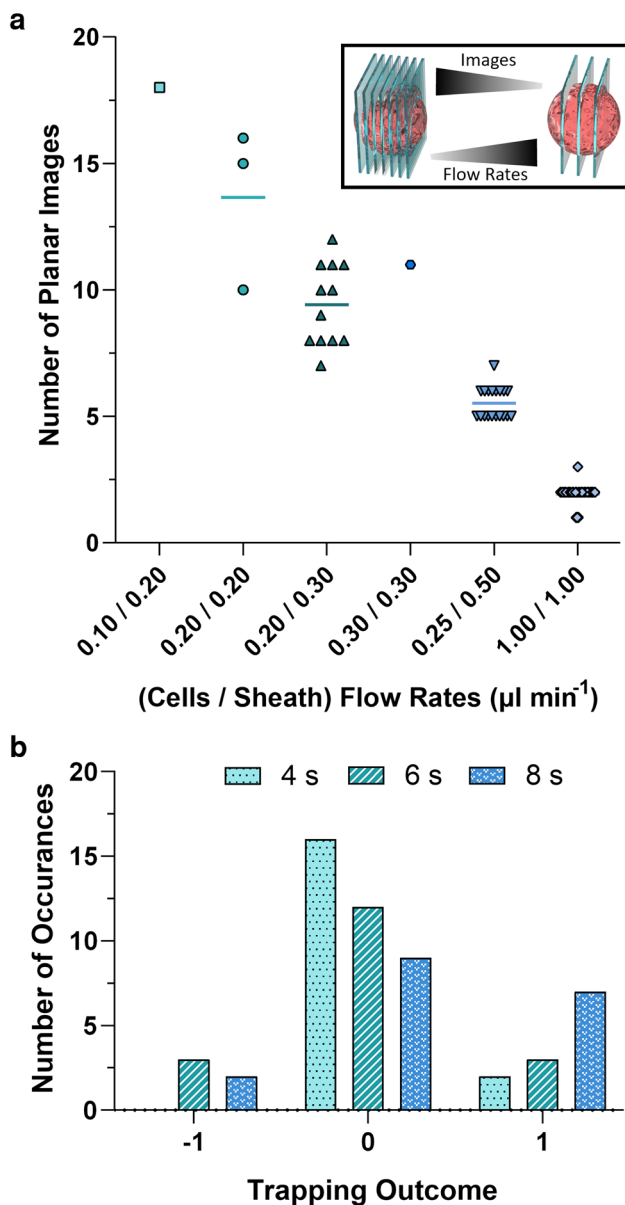 a
Images
Flow Rates
Number of Planar Images
20
15
10
5
0
0.10 / 0.20
0.20 / 0.20
0.20 / 0.30
0.30 / 0.30
0.25 / 0.50
1.00 / 1.00
(Cells / Sheath) Flow Rates (µl min⁻¹)
b
4 s 6 s 8 s
Number of Occurances
20
15
10
5
0
-1 0 1
Trapping Outcome